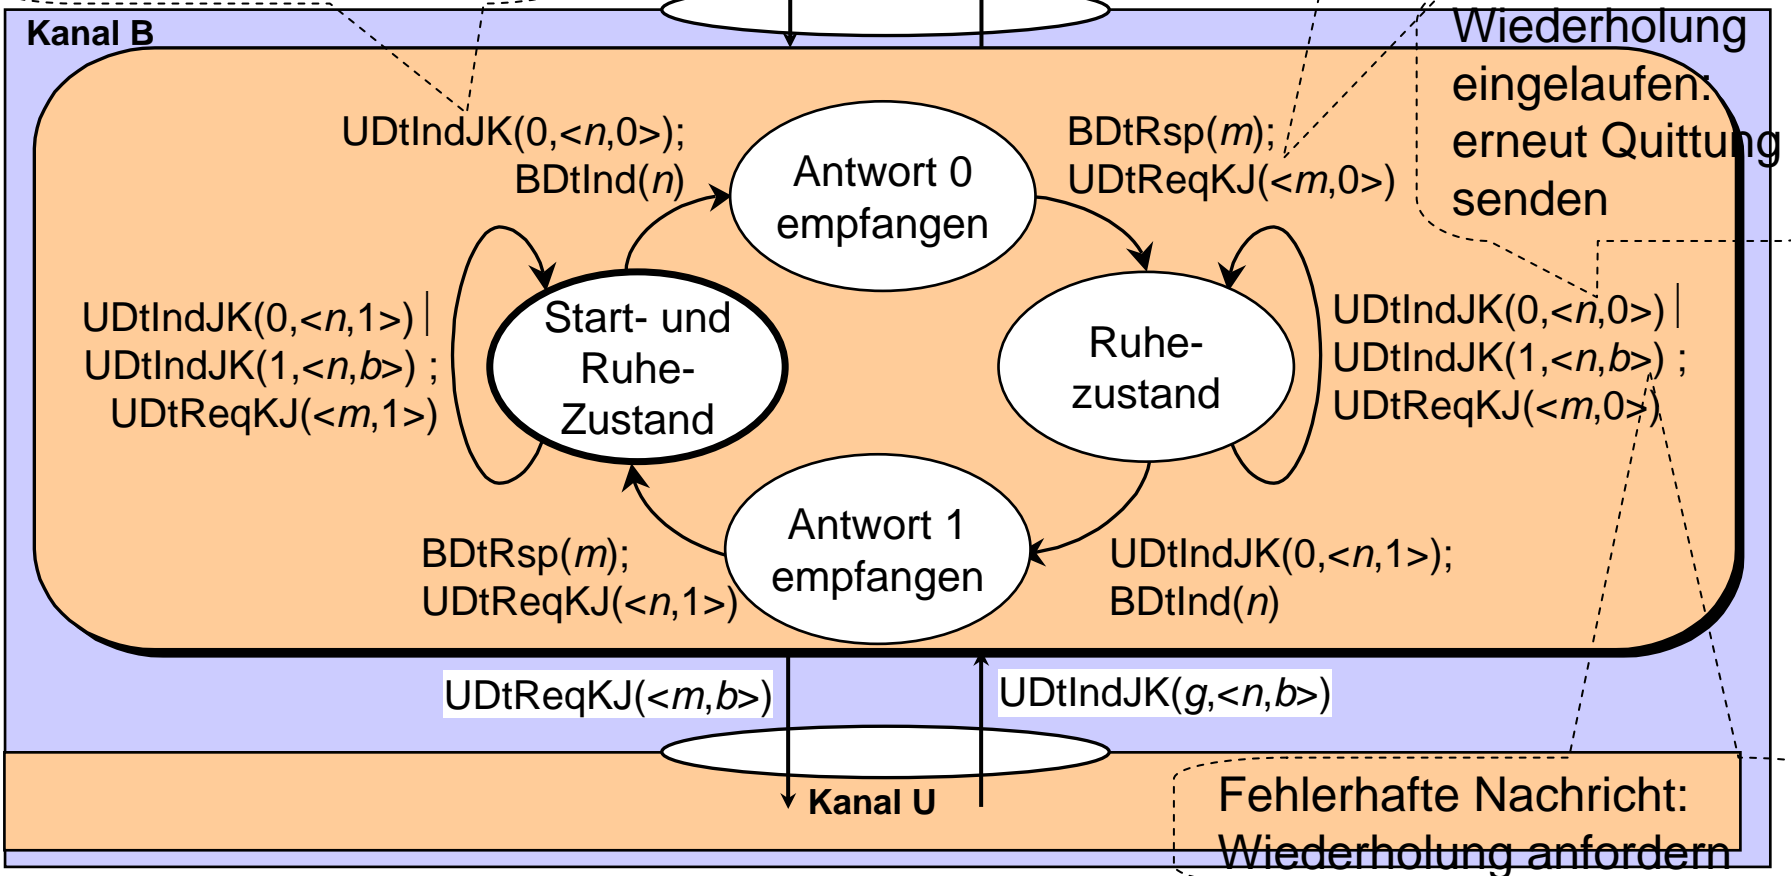 Kanal B
Wiederholung
eingelaufen:
erneut Quittung
senden
UDtIndJK(0,<n,0>);
BDtInd(n)
Antwort 0
empfangen
BDtRsp(m);
UDtReqKJ(<m,0>)
UDtIndJK(0,<n,1>) |
UDtIndJK(1,<n,b>) ;
UDtReqKJ(<m,1>)
Start- und
Ruhe-
Zustand
Ruhe-
zustand
UDtIndJK(0,<n,0>) |
UDtIndJK(1,<n,b>) ;
UDtReqKJ(<m,0>)
BDtRsp(m);
UDtReqKJ(<n,1>)
Antwort 1
empfangen
UDtIndJK(0,<n,1>);
BDtInd(n)
UDtReqKJ(<m,b>)
UDtIndJK(g,<n,b>)
Kanal U
Fehlerhafte Nachricht:
Wiederholung anfordern